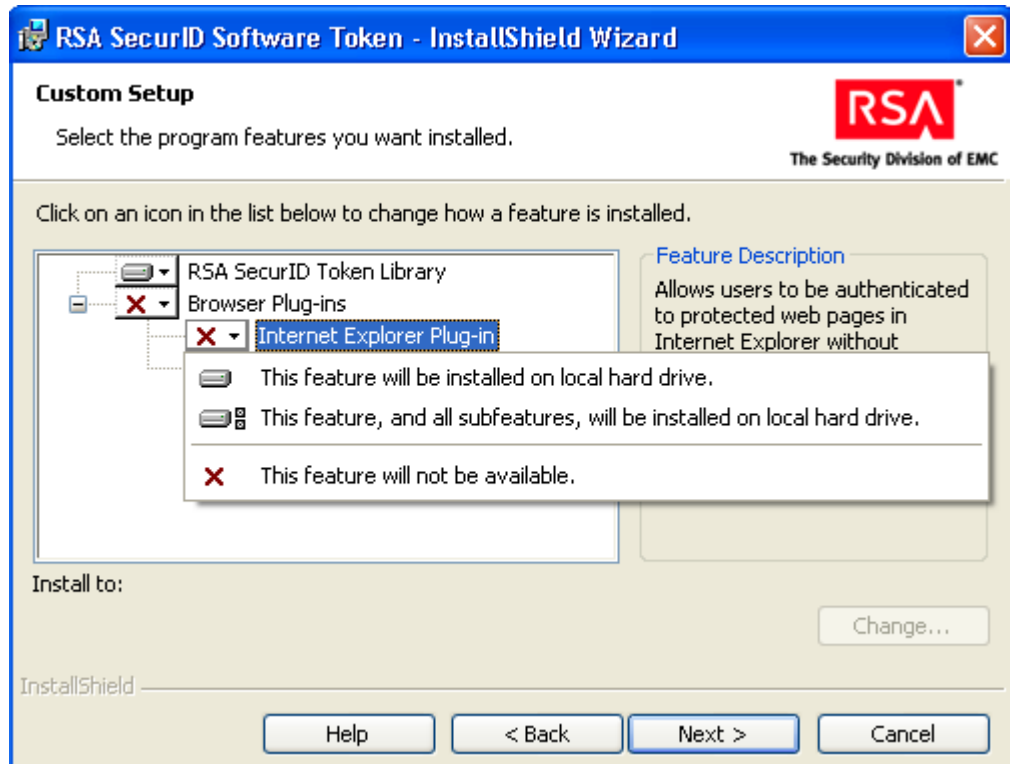 RSA SecurID Software Token - InstallShield Wizard
Custom Setup
Select the program features you want installed.
RSA
The Security Division of EMC
Click on an icon in the list below to change how a feature is installed.
RSA SecurID Token Library
Browser Plug-ins
Internet Explorer Plug-in
Feature Description
Allows users to be authenticated
to protected web pages in
Internet Explorer without
This feature will be installed on local hard drive.
This feature, and all subfeatures, will be installed on local hard drive.
This feature will not be available.
Install to:
Change...
InstallShield
Help
< Back
Next >
Cancel